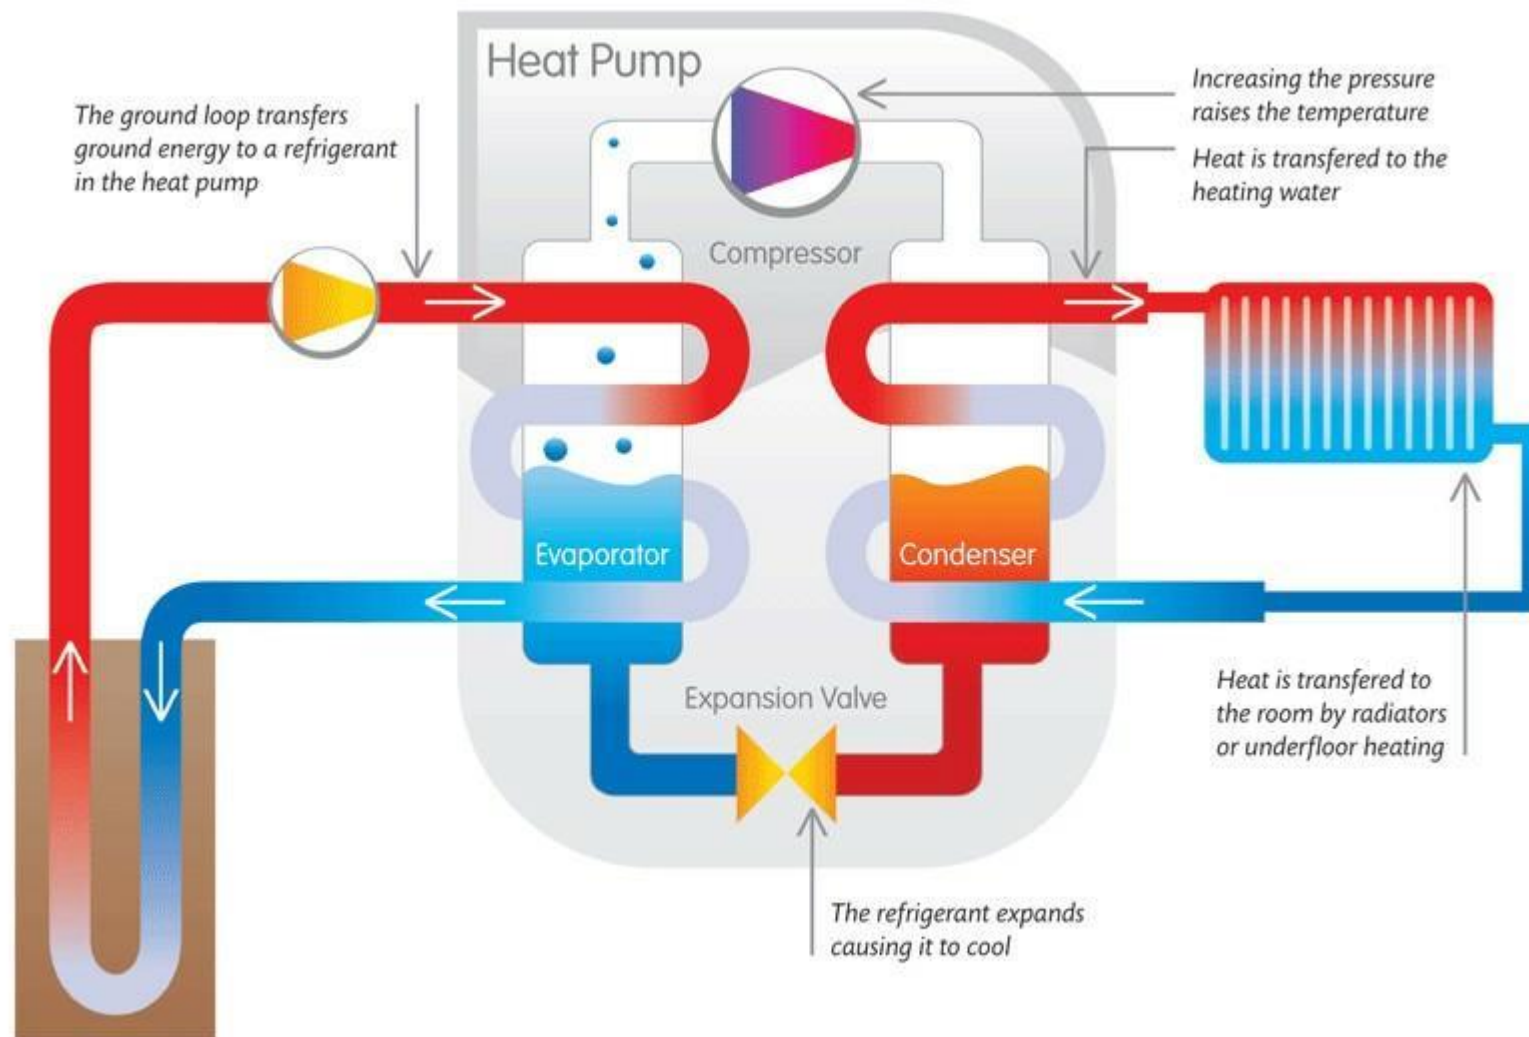 Heat Pump
The ground loop transfers
ground energy to a refrigerant
in the heat pump
Increasing the pressure
raises the temperature
Heat is transfered to the
heating water
Compressor
Evaporator
Condenser
Expansion Valve
Heat is transfered to
the room by radiators
or underfloor heating
The refrigerant expands
causing it to cool